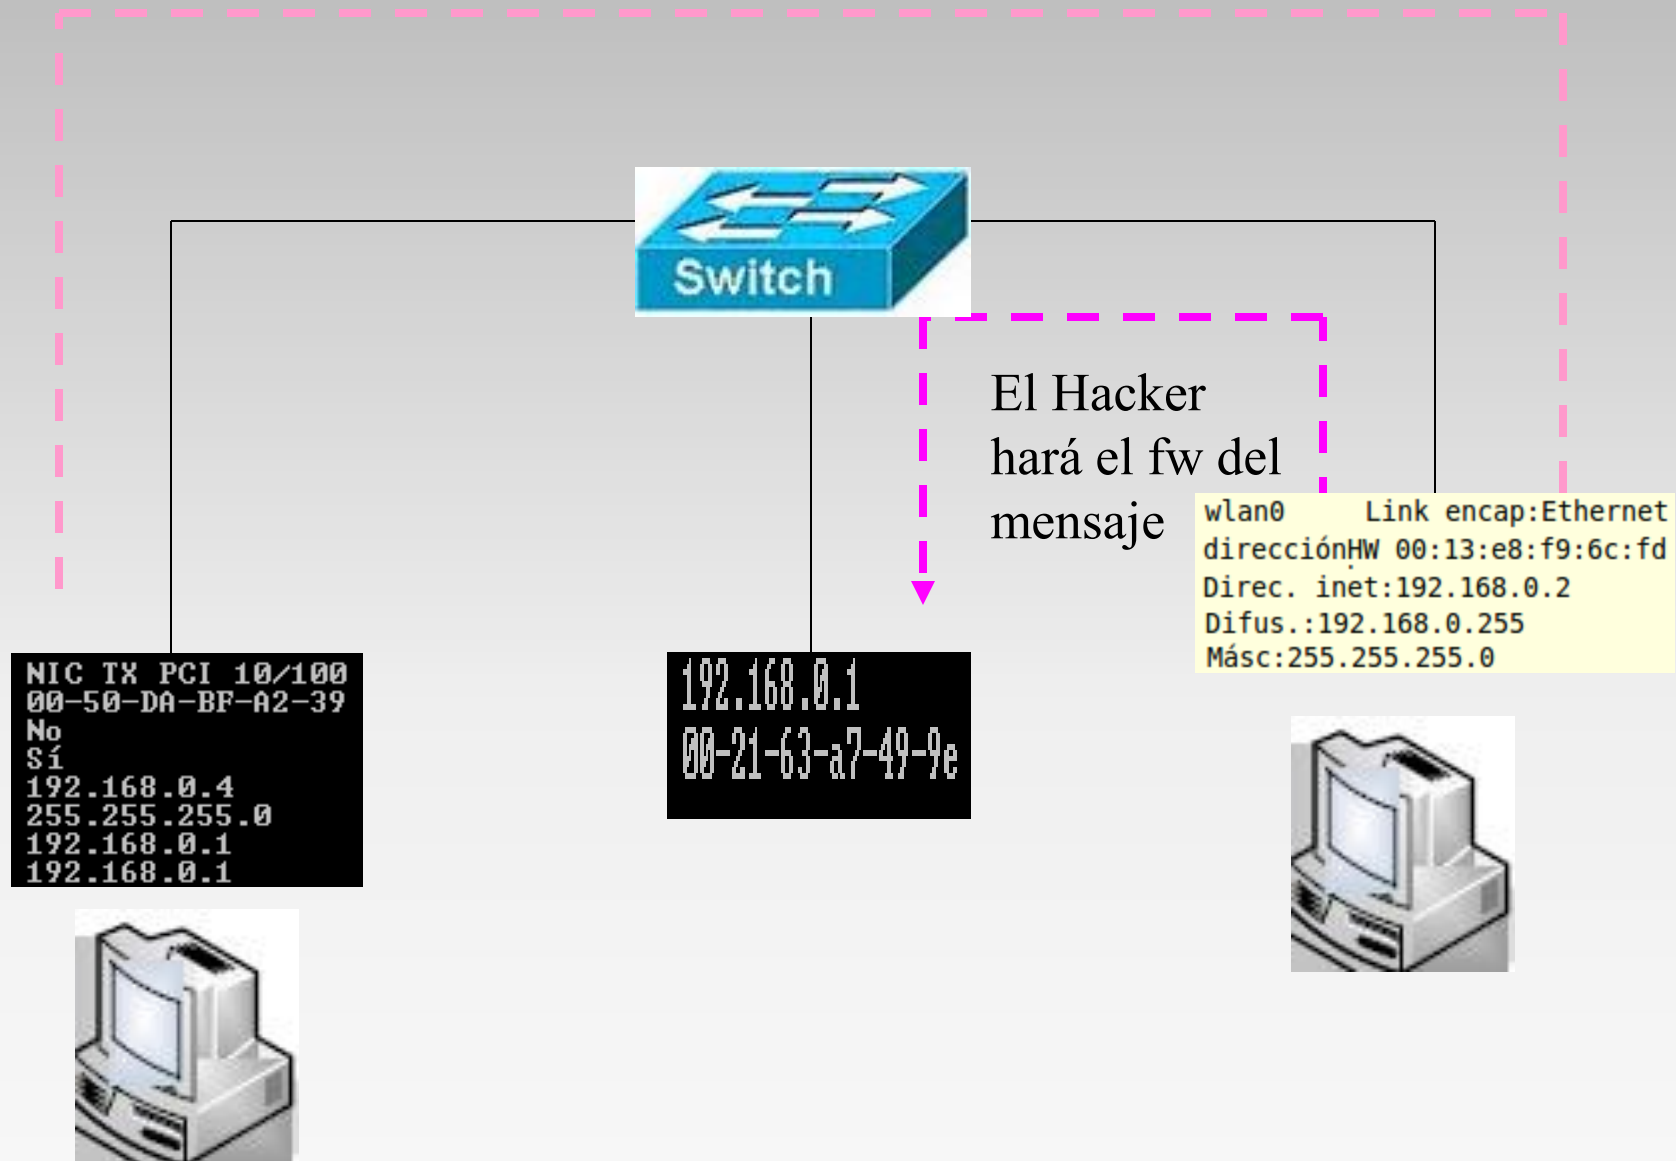 Switch
El Hacker
hará el fw del
mensaje
wlan0 Link encap:Ethernet
direcciónHW 00:13:e8:f9:6c:fd
Direc. inet:192.168.0.2
Difus.:192.168.0.255
Másc:255.255.255.0
NIC TX PCI 10/100
00-50-DA-BF-A2-39
No
Sí
192.168.0.4
255.255.255.0
192.168.0.1
192.168.0.1
192.168.0.1
00-21-63-a7-49-9e